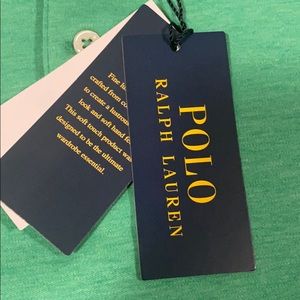 POLO
RALPH LAUREN
Fine
crafted from
to create a lustrous
look and soft hand
This soft touch product
designed to be the ultimate
wardrobe essential.